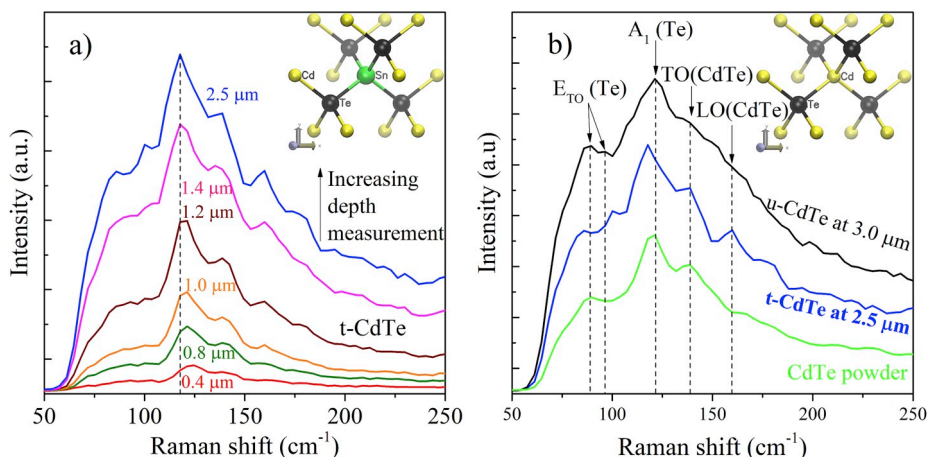 a)
Cd
Sn
Te
z
x
2.5 μm
1.4 μm
1.2 μm
1.0 μm
0.8 μm
0.4 μm
Increasing
depth
measurement
t-CdTe
Intensity (a.u.)
50 100 150 200 250
Raman shift (cm⁻¹)
b)
A₁ (Te)
E_TO (Te)
TO(CdTe)
LO(CdTe)
Cd
Cd
Te
z
x
u-CdTe at 3.0 μm
t-CdTe at 2.5 μm
CdTe powder
Intensity (a.u)
50 100 150 200 250
Raman shift (cm⁻¹)